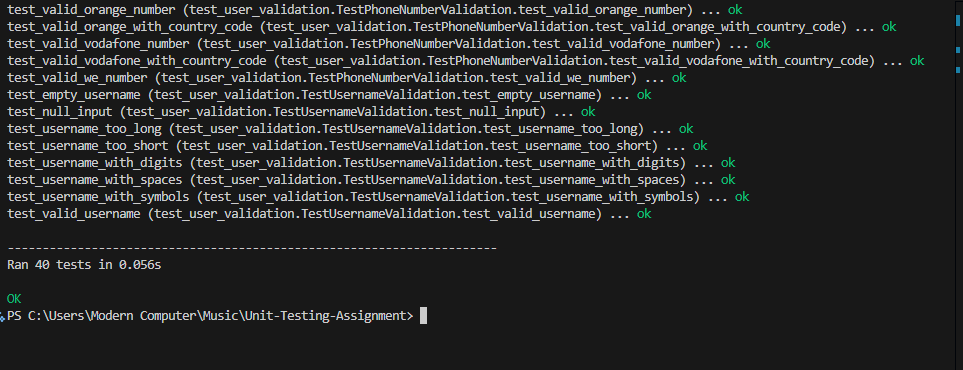 test_valid_orange_number (test_user_validation.TestPhoneNumberValidation.test_valid_orange_number) ... ok
test_valid_orange_with_country_code (test_user_validation.TestPhoneNumberValidation.test_valid_orange_with_country_code) ... ok
test_valid_vodafone_number (test_user_validation.TestPhoneNumberValidation.test_valid_vodafone_number) ... ok
test_valid_vodafone_with_country_code (test_user_validation.TestPhoneNumberValidation.test_valid_vodafone_with_country_code) ... ok
test_valid_we_number (test_user_validation.TestPhoneNumberValidation.test_valid_we_number) ... ok
test_empty_username (test_user_validation.TestUsernameValidation.test_empty_username) ... ok
test_null_input (test_user_validation.TestUsernameValidation.test_null_input) ... ok
test_username_too_long (test_user_validation.TestUsernameValidation.test_username_too_long) ... ok
test_username_too_short (test_user_validation.TestUsernameValidation.test_username_too_short) ... ok
test_username_with_digits (test_user_validation.TestUsernameValidation.test_username_with_digits) ... ok
test_username_with_spaces (test_user_validation.TestUsernameValidation.test_username_with_spaces) ... ok
test_username_with_symbols (test_user_validation.TestUsernameValidation.test_username_with_symbols) ... ok
test_valid_username (test_user_validation.TestUsernameValidation.test_valid_username) ... ok
----------------------------------------------------------------------
Ran 40 tests in 0.056s
OK
PS C:\Users\Modern Computer\Music\Unit-Testing-Assignment>